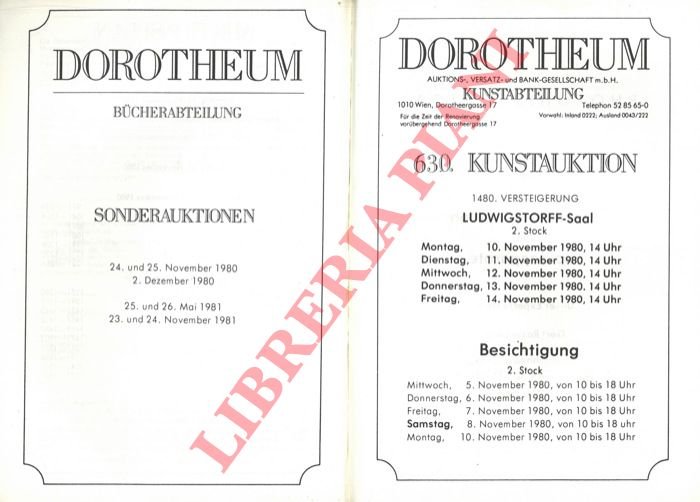 DOROTHEUM
BÜCHERABTEILUNG
SONDERAUKTIONEN
24. und 25. November 1980
2. Dezember 1980
25. und 26. Mai 1981
23. und 24. November 1981
DOROTHEUM
AUKTIONS-, VERSATZ- und BANK-GESELLSCHAFT m.b.H.
KUNSTABTEILUNG
1010 Wien, Dorotheergasse 17 Telephon 52 85 65-0
Für die Zeit der Renovierung Vorwahl: Inland 0222; Ausland 0043/222
vorübergehend Dorotheergasse 17
630. KUNSTAUKTION
1480. VERSTEIGERUNG
LUDWIGSTORFF-Saal
2. Stock
Montag, 10. November 1980, 14 Uhr
Dienstag, 11. November 1980, 14 Uhr
Mittwoch, 12. November 1980, 14 Uhr
Donnerstag, 13. November 1980, 14 Uhr
Freitag, 14. November 1980, 14 Uhr
Besichtigung
2. Stock
Mittwoch, 5. November 1980, von 10 bis 18 Uhr
Donnerstag, 6. November 1980, von 10 bis 18 Uhr
Freitag, 7. November 1980, von 10 bis 18 Uhr
Samstag, 8. November 1980, von 10 bis 18 Uhr
Montag, 10. November 1980, von 10 bis 18 Uhr
LIBRERIA PIANI